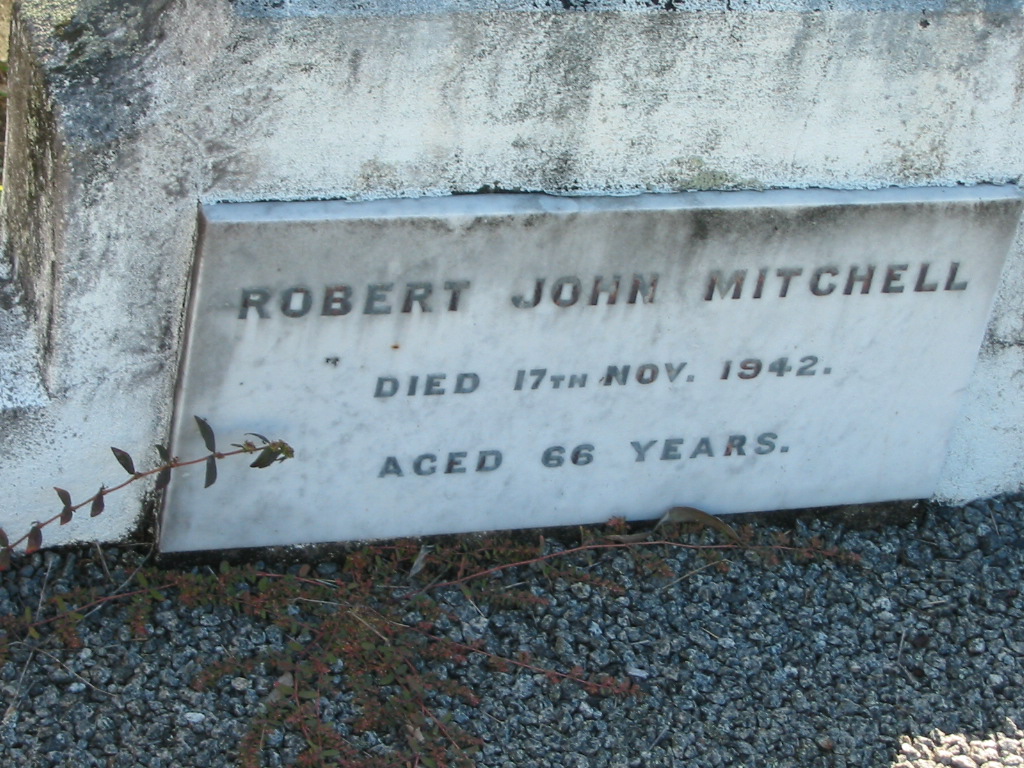 ROBERT JOHN MITCHELL
DIED 17TH NOV. 1942.
AGED 66 YEARS.